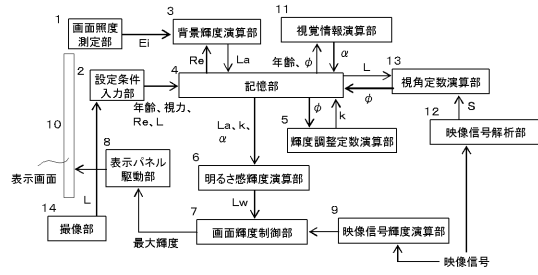 1
画面照度
測定部
Ei
3
背景輝度演算部
11
視覚情報演算部
Re
La
年齢、φ
α
2
設定条件
入力部
4
記憶部
L
13
視角定数演算部
φ
年齢、視力、
Re、L
10
La、k、
α
φ
k
5
輝度調整定数演算部
S
12
映像信号解析部
8
表示パネル
駆動部
表示画面
6
明るさ感輝度演算部
L
Lw
14
撮像部
最大輝度
7
画面輝度制御部
9
映像信号輝度演算部
映像信号